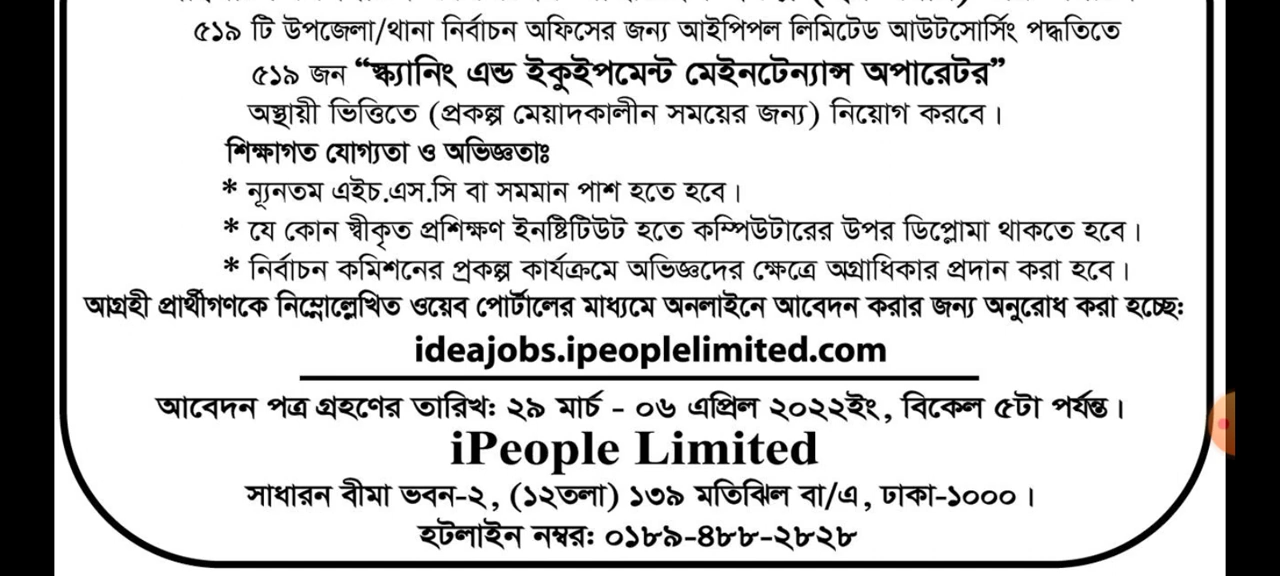 ৫১৯ টি উপজেলা/থানা নির্বাচন অফিসের জন্য আইপিপল লিমিটেড আউটসোর্সিং পদ্ধতিতে
৫১৯ জন “স্ক্যানিং এন্ড ইকুইপমেন্ট মেইনটেন্যান্স অপারেটর”
অস্থায়ী ভিত্তিতে (প্রকল্প মেয়াদকালীন সময়ের জন্য) নিয়োগ করবে।
শিক্ষাগত যোগ্যতা ও অভিজ্ঞতাঃ
* ন্যূনতম এইচ.এস.সি বা সমমান পাশ হতে হবে।
* যে কোন স্বীকৃত প্রশিক্ষণ ইনষ্টিটিউট হতে কম্পিউটারের উপর ডিপ্লোমা থাকতে হবে।
* নির্বাচন কমিশনের প্রকল্প কার্যক্রমে অভিজ্ঞদের ক্ষেত্রে অগ্রাধিকার প্রদান করা হবে।
আগ্রহী প্রার্থীগণকে নিম্নোল্লেখিত ওয়েব পোর্টালের মাধ্যমে অনলাইনে আবেদন করার জন্য অনুরোধ করা হচ্ছে:
ideajobs.ipeoplelimited.com
আবেদন পত্র গ্রহণের তারিখ: ২৯ মার্চ - ০৬ এপ্রিল ২০২২ইং, বিকেল ৫টা পর্যন্ত।
iPeople Limited
সাধারন বীমা ভবন-২, (১২তলা) ১৩৯ মতিঝিল বা/এ, ঢাকা-১০০০।
হটলাইন নম্বর: ০১৮৯-৪৮৮-২৮২৮